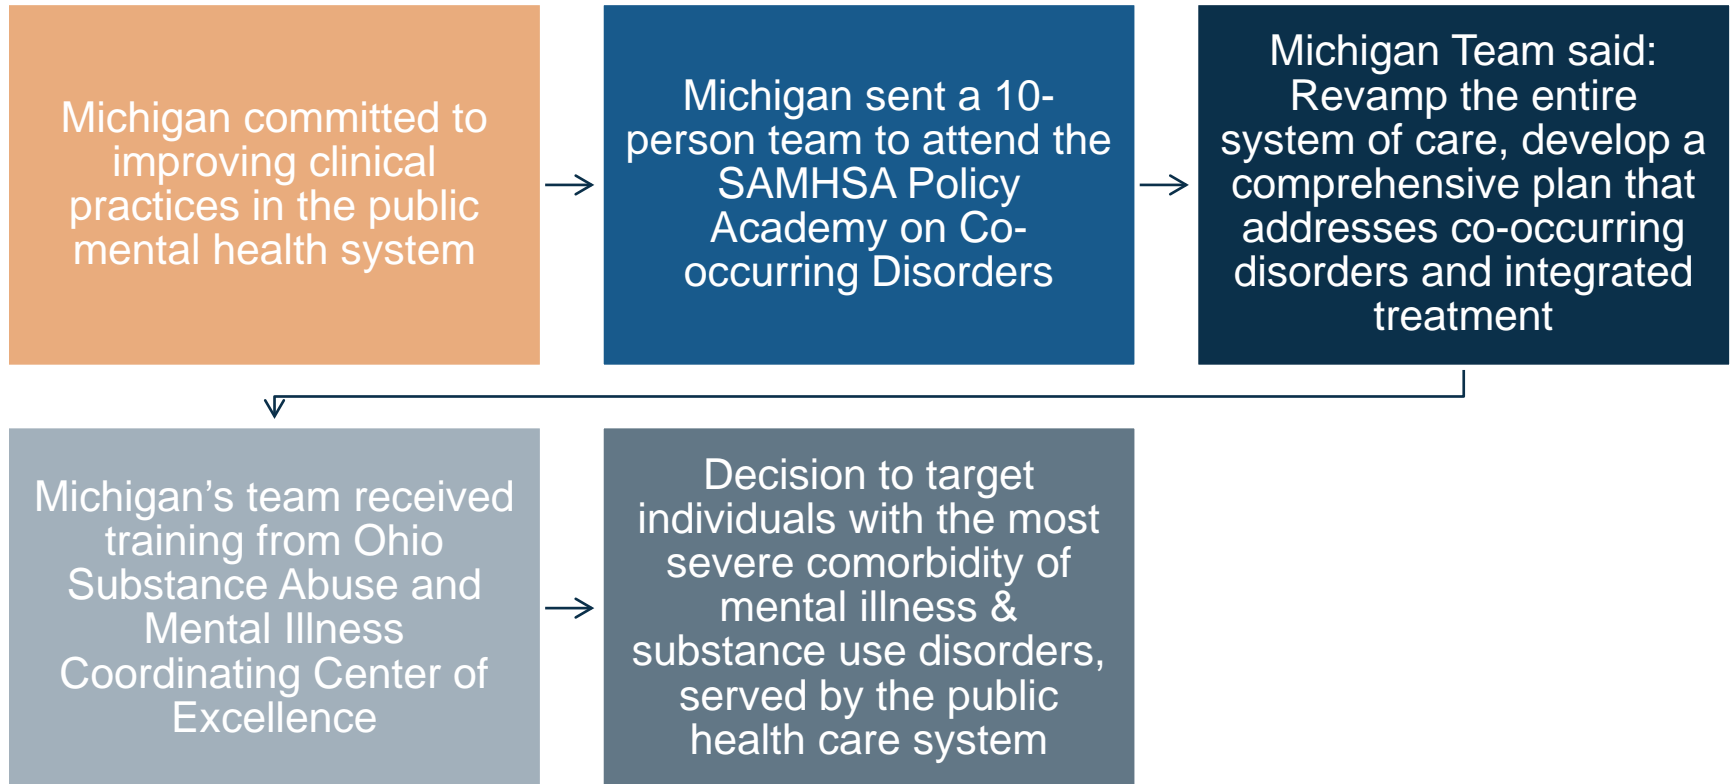 Michigan committed to
improving clinical
practices in the public
mental health system
Michigan sent a 10-
person team to attend the
SAMHSA Policy
Academy on Co-
occurring Disorders
Michigan Team said:
Revamp the entire
system of care, develop a
comprehensive plan that
addresses co-occurring
disorders and integrated
treatment
Michigan’s team received
training from Ohio
Substance Abuse and
Mental Illness
Coordinating Center of
Excellence
Decision to target
individuals with the most
severe comorbidity of
mental illness &
substance use disorders,
served by the public
health care system